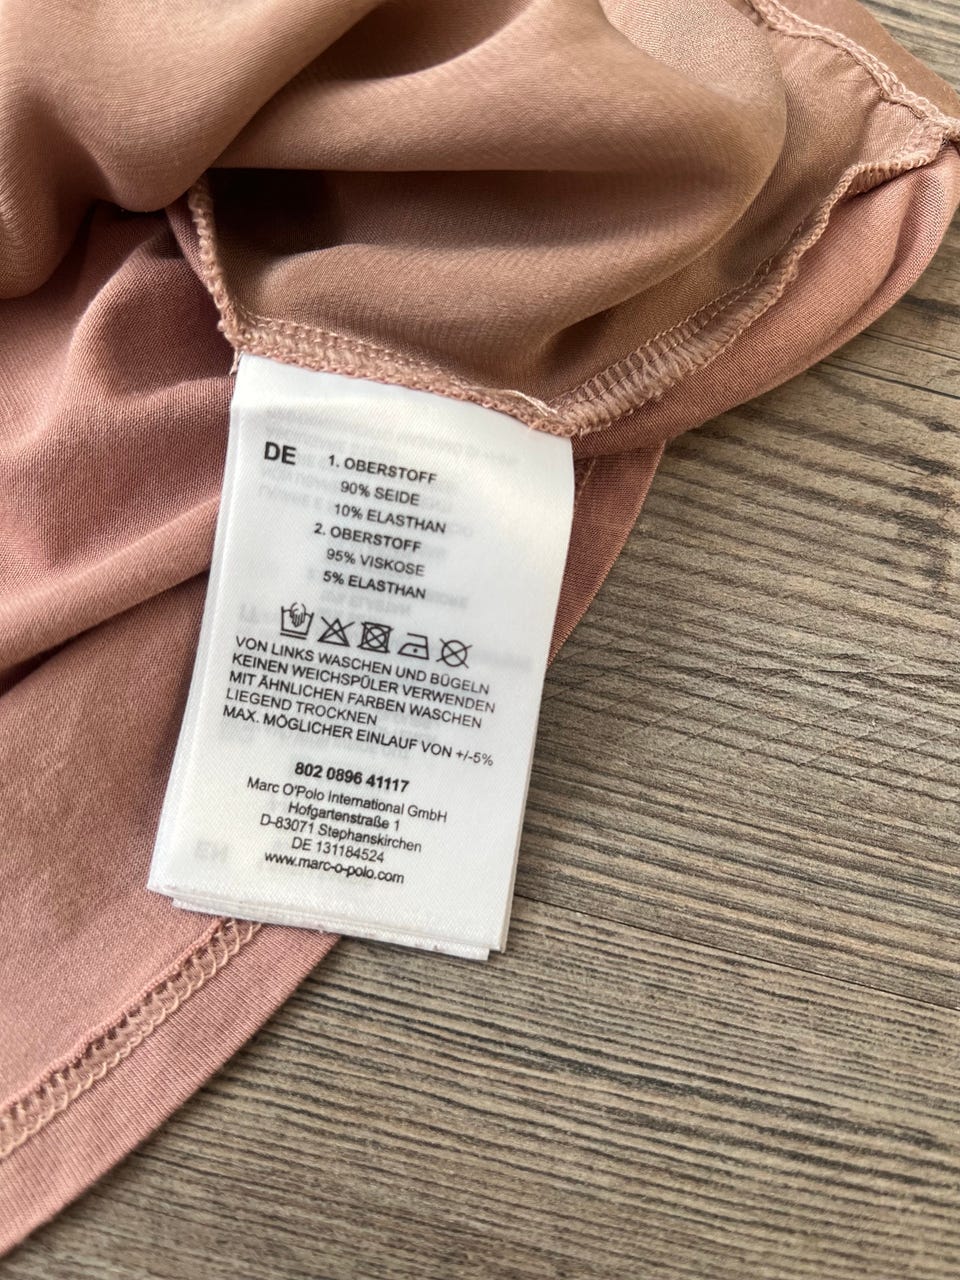 DE 1. OBERSTOFF
90% SEIDE
10% ELASTHAN
2. OBERSTOFF
95% VISKOSE
5% ELASTHAN
VON LINKS WASCHEN UND BÜGELN
KEINEN WEICHSPÜLER VERWENDEN
MIT ÄHNLICHEN FARBEN WASCHEN
LIEGEND TROCKNEN
MAX. MÖGLICHER EINLAUF VON +/-5%
802 0896 41117
Marc O'Polo International GmbH
Hofgartenstraße 1
D-83071 Stephanskirchen
DE 131184524
www.marc-o-polo.com